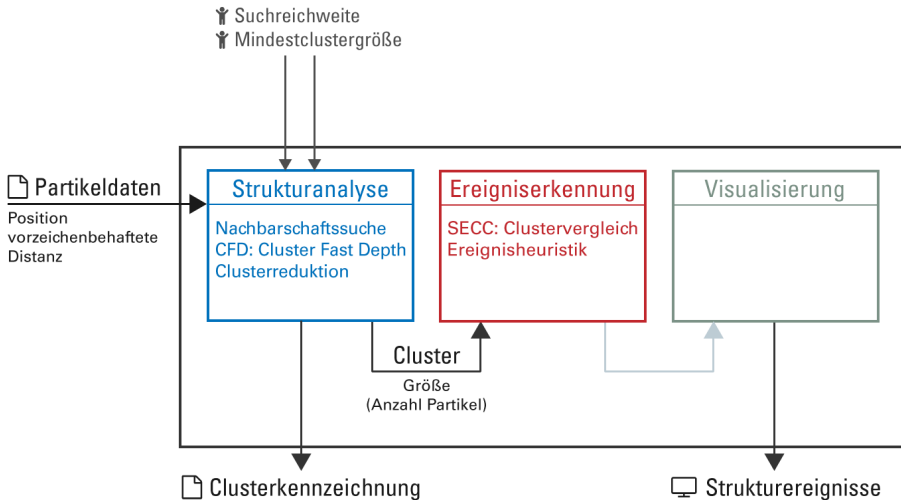 Suchreichweite
Mindestclustergröße
Partikeldaten
Position
vorzeichenbehaftete
Distanz
Strukturanalyse
Nachbarschaftssuche
CFD: Cluster Fast Depth
Clusterreduktion
Ereigniserkennung
SECC: Clustervergleich
Ereignisheuristik
Visualisierung
Cluster
Größe
(Anzahl Partikel)
Clusterkennzeichnung
Strukturereignisse